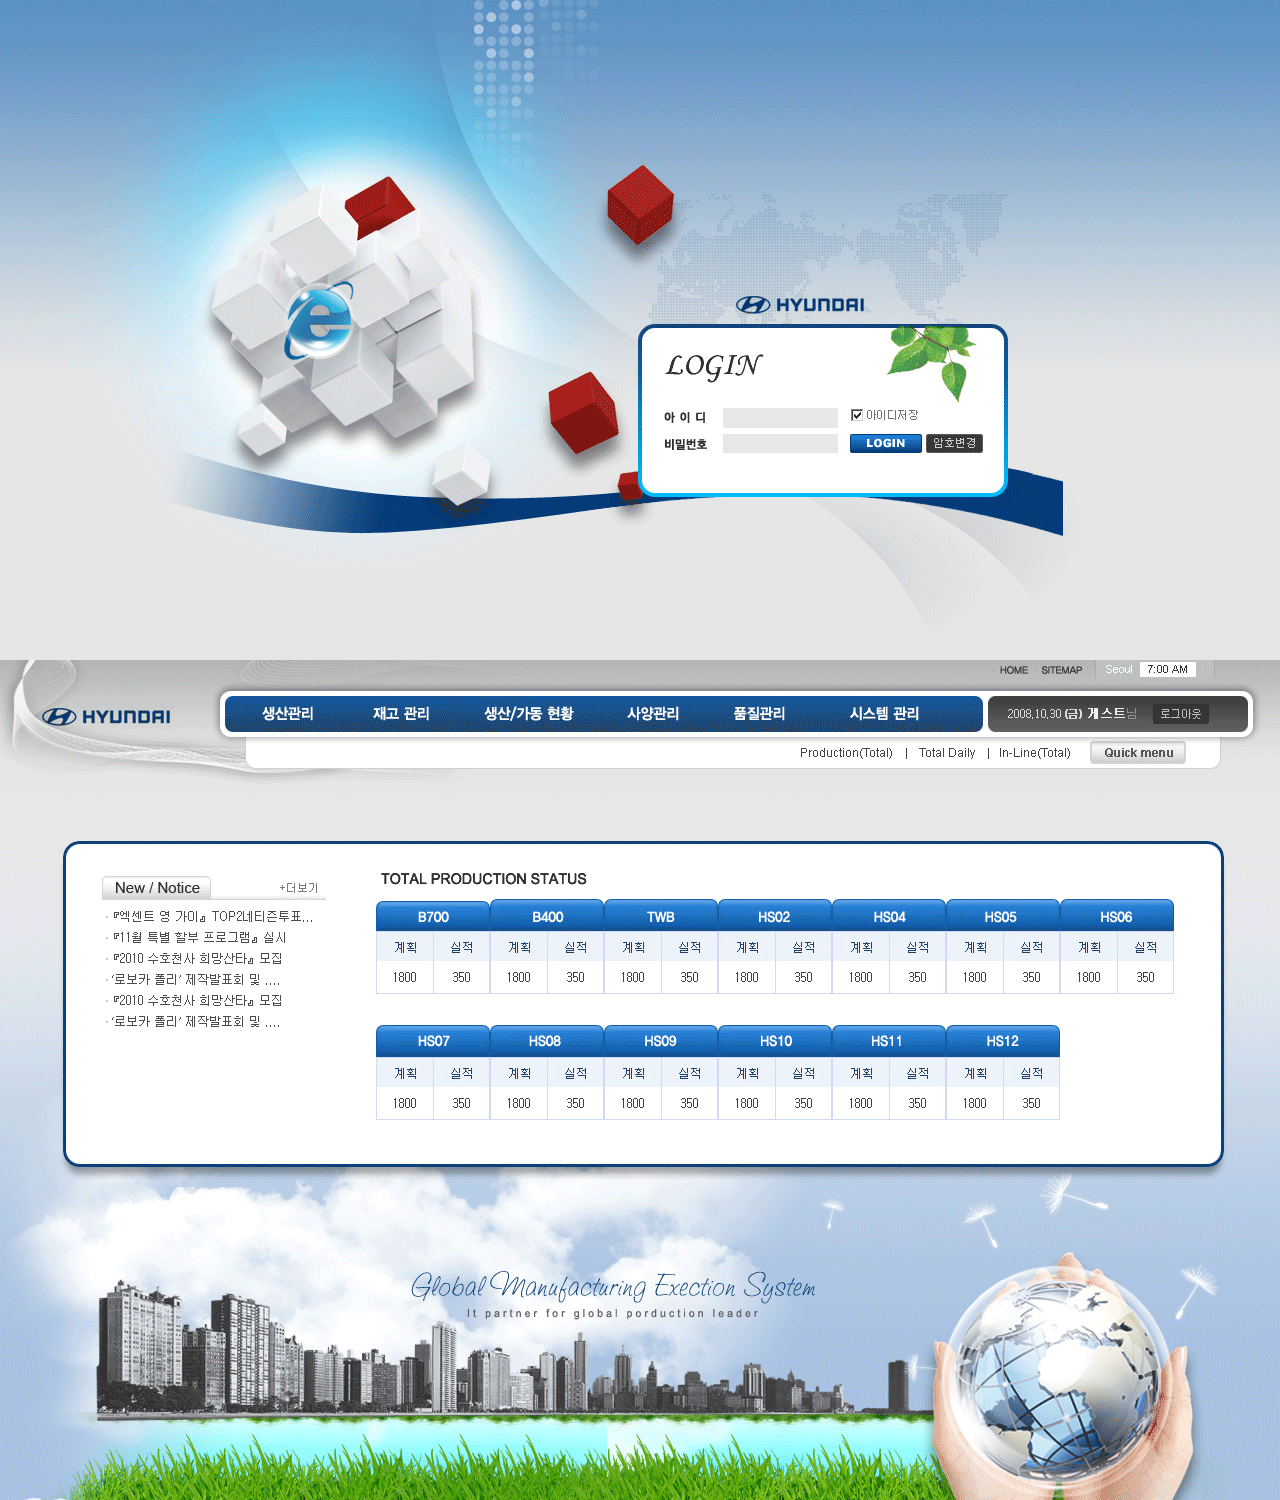 HYUNDAI
LOGIN
아 이 디
아이디저장
비밀번호
LOGIN
암호변경
HOME
SITEMAP
Seoul
7:00 AM
HYUNDAI
생산관리
재고 관리
생산/가동 현황
사양관리
품질관리
시스템 관리
2008,10,30 (금) 게스트님
로그아웃
Production(Total) | Total Daily | In-Line(Total)
Quick menu
New / Notice
+더보기
· 『엑센트 영 가이』 TOP2네티즌투표...
· 『11월 특별 할부 프로그램』 실시
· 『2010 수호천사 희망산타』 모집
· '로보카 폴리' 제작발표회 및 ....
· 『2010 수호천사 희망산타』 모집
· '로보카 폴리' 제작발표회 및 ....
TOTAL PRODUCTION STATUS
B700 B400 TWB HS02 HS04 HS05 HS06
계획 실적 계획 실적 계획 실적 계획 실적 계획 실적 계획 실적 계획 실적
1800 350 1800 350 1800 350 1800 350 1800 350 1800 350 1800 350
HS07 HS08 HS09 HS10 HS11 HS12
계획 실적 계획 실적 계획 실적 계획 실적 계획 실적 계획 실적
1800 350 1800 350 1800 350 1800 350 1800 350 1800 350
Global Manufacturing Exection System
It partner for global porduction leader